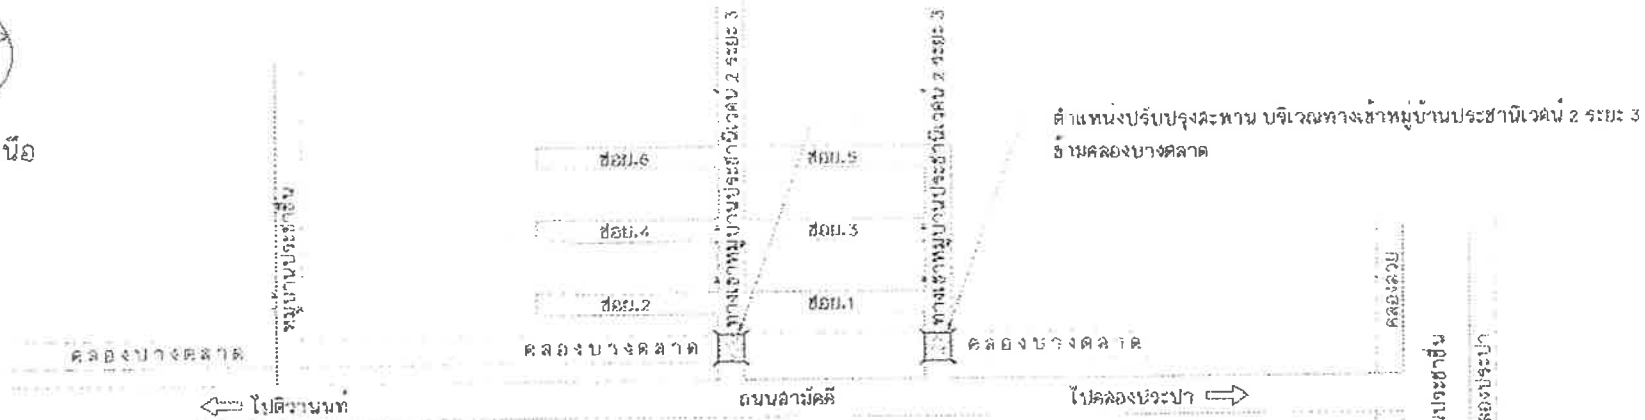 นือ
หมู่บ้านประชาชื่น
ทางเข้าหมู่บ้านประชานิเวศน์ 2 ระยะ 3
ทางเข้าหมู่บ้านประชานิเวศน์ 2 ระยะ 3
ตำแหน่งปรับปรุงสะพาน บริเวณทางเข้าหมู่บ้านประชานิเวศน์ 2 ระยะ 3
ข้ามคลองบางตลาด
ซอย.6
ซอย.5
ซอย.4
ซอย.3
ซอย.2
ซอย.1
คลองบางตลาด
คลองบางตลาด
คลองบางตลาด
ไปติวานนท์
ถนนสามัคคี
ไปคลองประปา
นประชาชื่น
ลองประปา